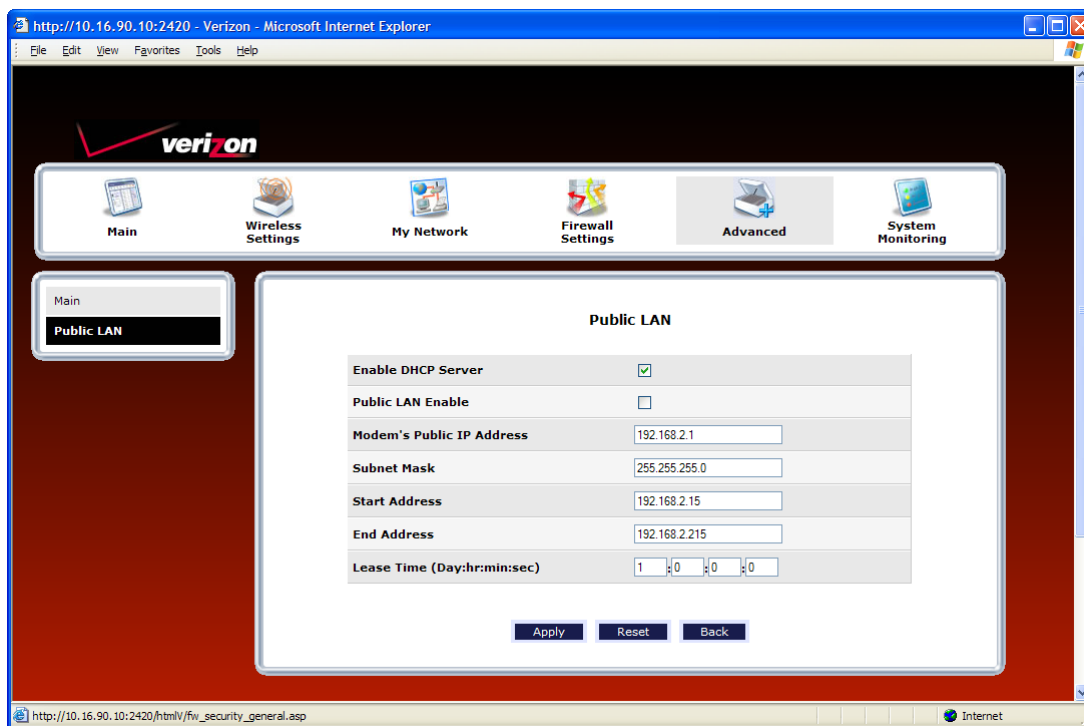 http://10.16.90.10:2420 - Verizon - Microsoft Internet Explorer
File Edit View Favorites Tools Help
verizon
Main
Wireless Settings
My Network
Firewall Settings
Advanced
System Monitoring
Main
Public LAN
Public LAN
Enable DHCP Server
Public LAN Enable
Modem's Public IP Address 192.168.2.1
Subnet Mask 255.255.255.0
Start Address 192.168.2.15
End Address 192.168.2.215
Lease Time (Day:hr:min:sec) 1 :0 :0 :0
Apply Reset Back
http://10.16.90.10:2420/htmlV/fw_security_general.asp Internet